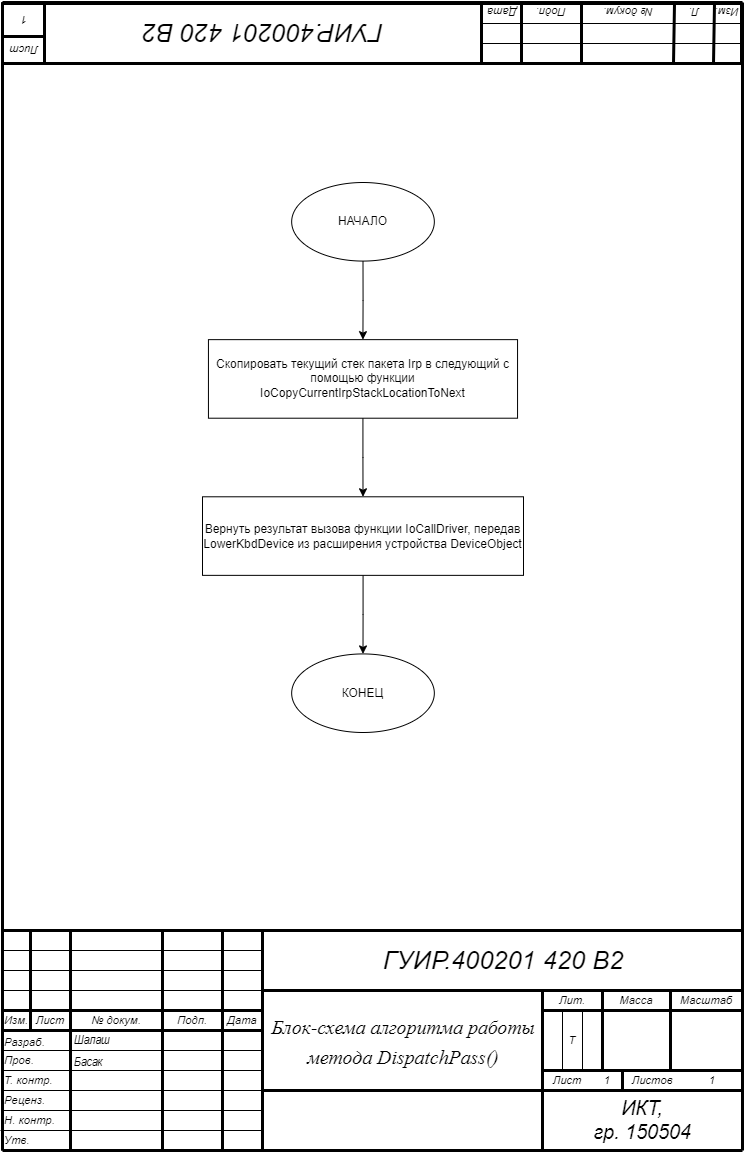 Изм.
Л.
№ докум.
Подп.
Дата
ГУИР.400201 420 В2
Лист
1
НАЧАЛО
Скопировать текущий стек пакета Irp в следующий с
помощью функции
IoCopyCurrentIrpStackLocationToNext
Вернуть результат вызова функции IoCallDriver, передав
LowerKbdDevice из расширения устройства DeviceObject
КОНЕЦ
ГУИР.400201 420 В2
Изм. Лист № докум. Подп. Дата
Разраб. Шалаш
Пров. Басак
Т. контр.
Реценз.
Н. контр.
Утв.
Блок-схема алгоритма работы
метода DispatchPass()
Лит. Масса Масштаб
Т
Лист 1 Листов 1
ИКТ,
гр. 150504